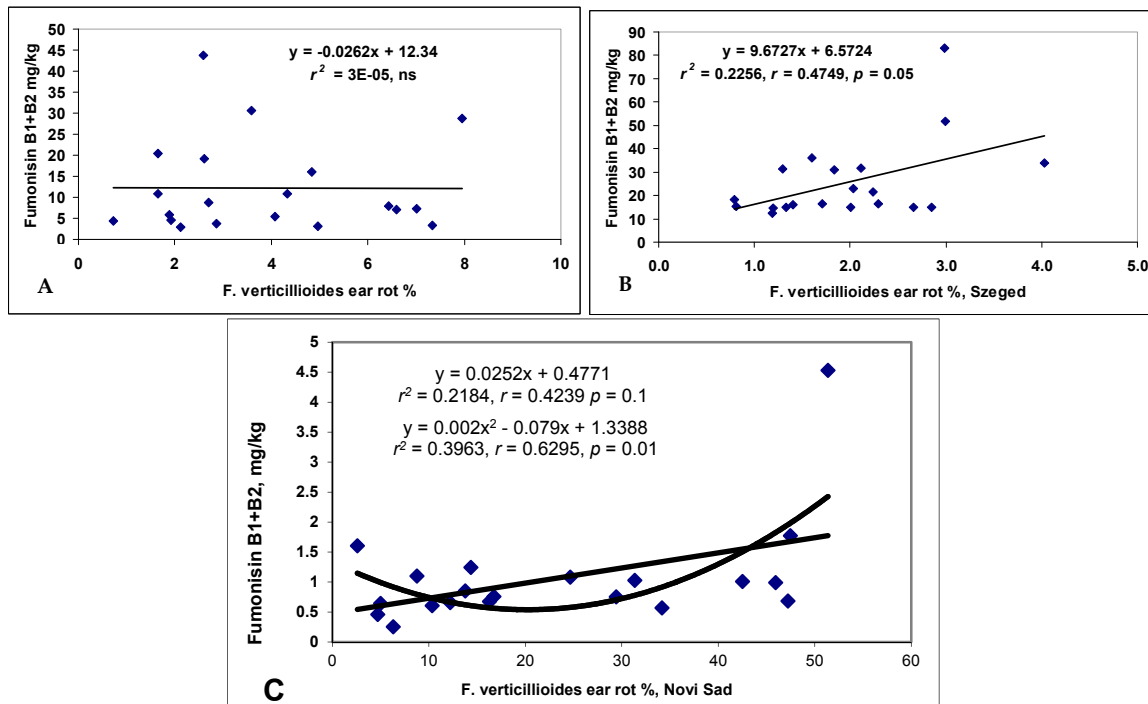 y = -0.0262x + 12.34
r² = 3E-05, ns
Fumonisin B1+B2 mg/kg
50
45
40
35
30
25
20
15
10
5
0
0 2 4 6 8 10
F. verticillioides ear rot %
A
y = 9.6727x + 6.5724
r² = 0.2256, r = 0.4749, p = 0.05
Fumonisin B1+B2 mg/kg
90
80
70
60
50
40
30
20
10
0
0.0 1.0 2.0 3.0 4.0 5.0
F. verticillioides ear rot %, Szeged
B
y = 0.0252x + 0.4771
r² = 0.2184, r = 0.4239 p = 0.1
y = 0.002x² - 0.079x + 1.3388
r² = 0.3963, r = 0.6295, p = 0.01
Fumonisin B1+B2, mg/kg
5
4.5
4
3.5
3
2.5
2
1.5
1
0.5
0
0 10 20 30 40 50 60
F. verticillioides ear rot %, Novi Sad
C